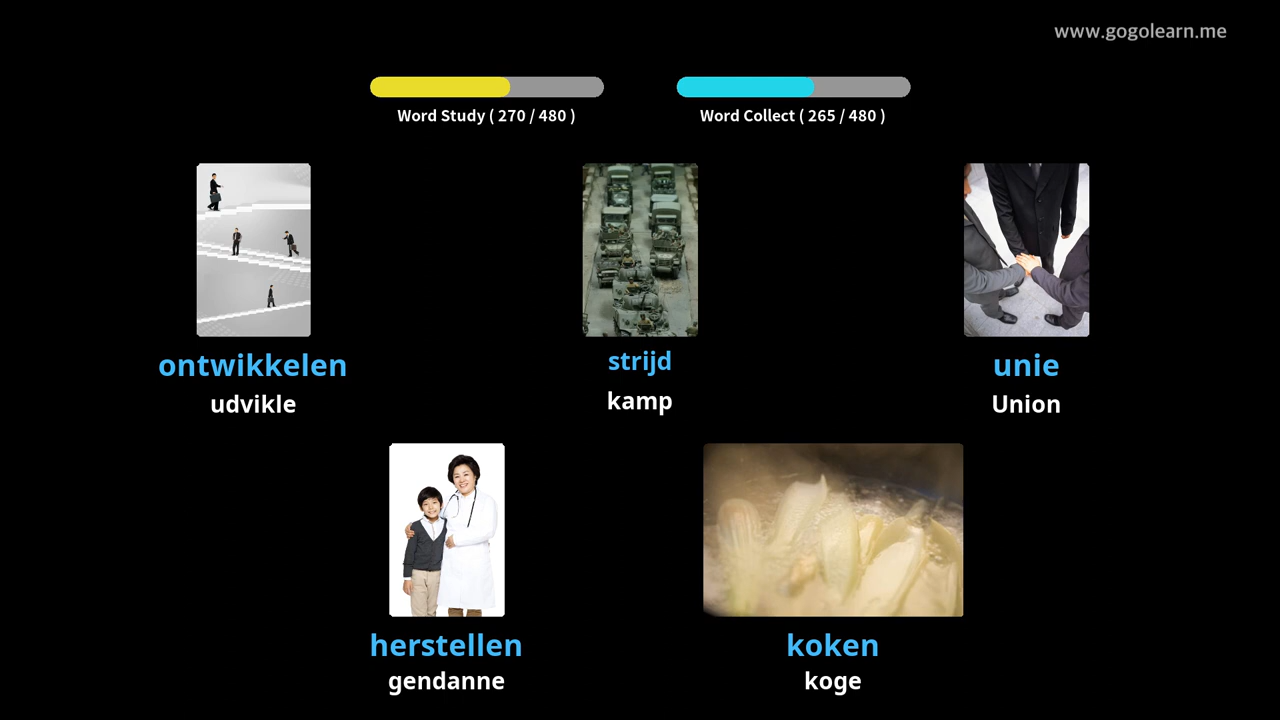 www.gogolearn.me
Word Study ( 270 / 480 )
Word Collect ( 265 / 480 )
ontwikkelen
udvikle
strijd
kamp
unie
Union
herstellen
gendanne
koken
koge